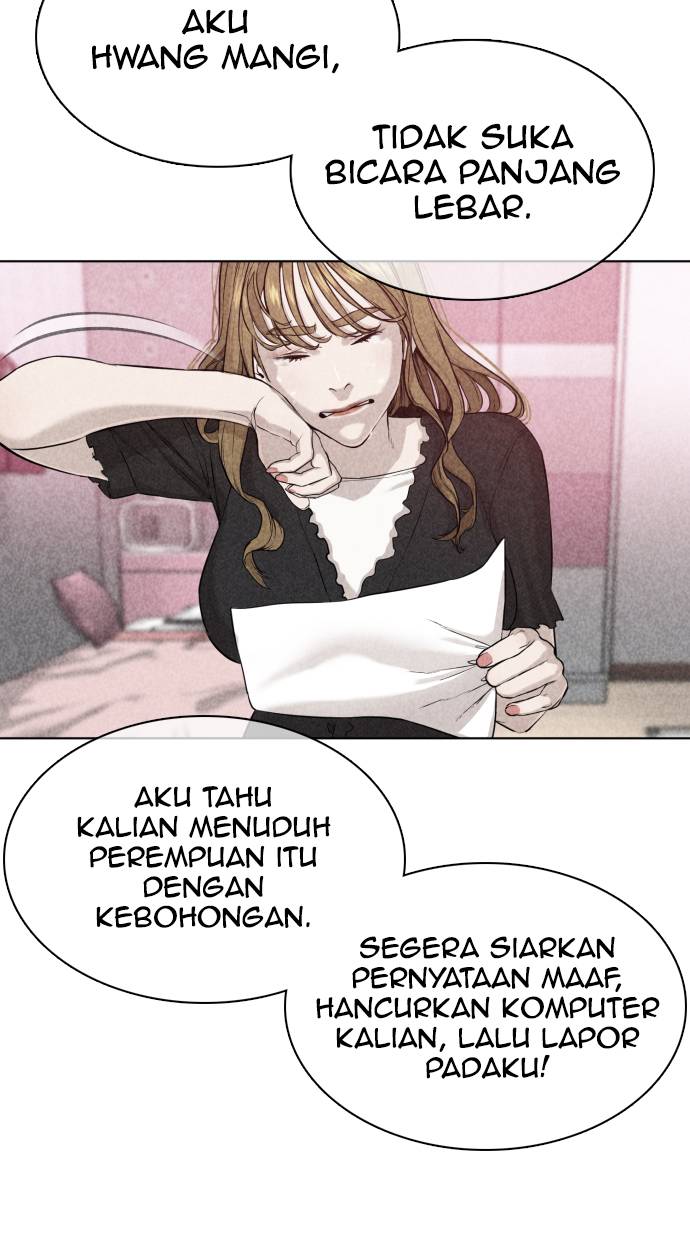 AKU
HWANG MANGI,
TIDAK SUKA
BICARA PANJANG
LEBAR.
AKU TAHU
KALIAN MENUDUH
PEREMPUAN ITU
DENGAN
KEBOHONGAN.
SEGERA SIARKAN
PERNYATAAN MAAF,
HANCURKAN KOMPUTER
KALIAN, LALU LAPOR
PADAKU!